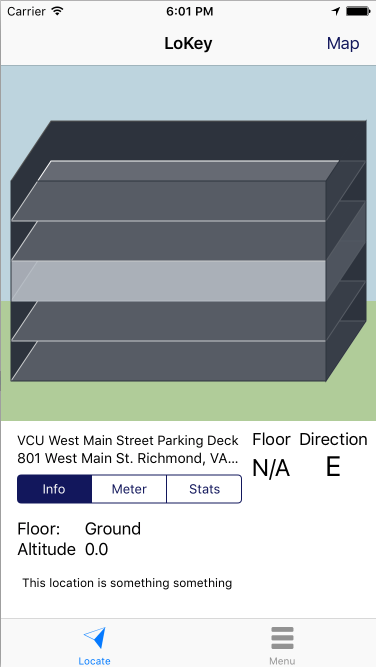 Carrier 6:01 PM
LoKey Map
VCU West Main Street Parking Deck
801 West Main St. Richmond, VA...
Floor Direction
N/A E
Info Meter Stats
Floor: Ground
Altitude 0.0
This location is something something
Locate Menu